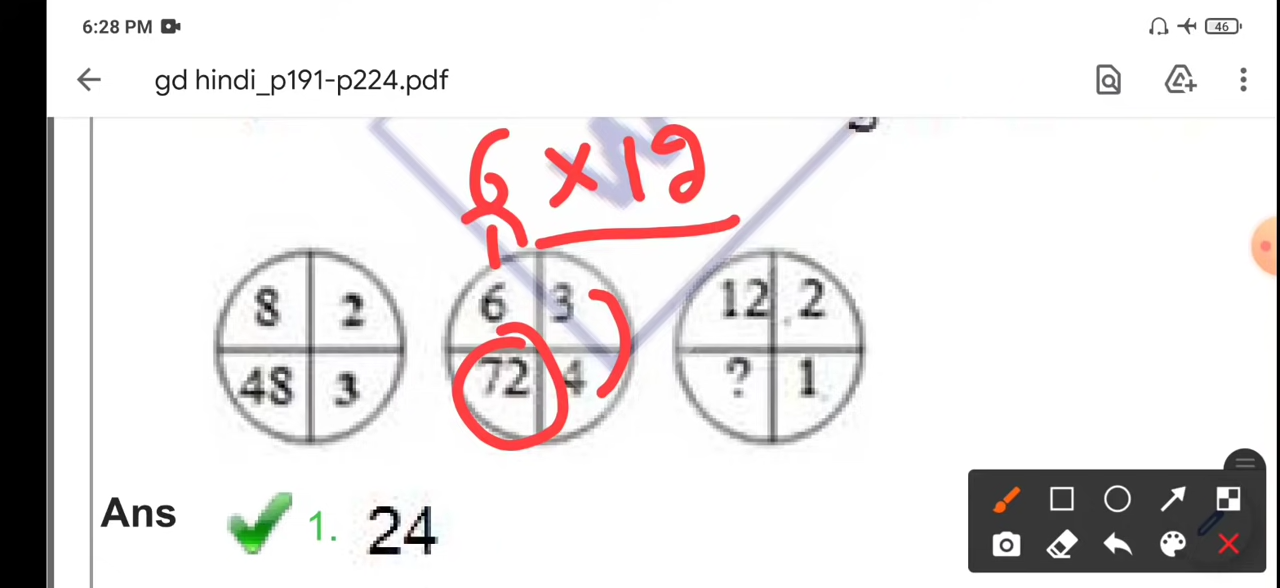 6:28 PM 46
gd hindi_p191-p224.pdf
6 × 12
8 2 6 3 12 2
48 3 72 4 ? 1
Ans 1. 24